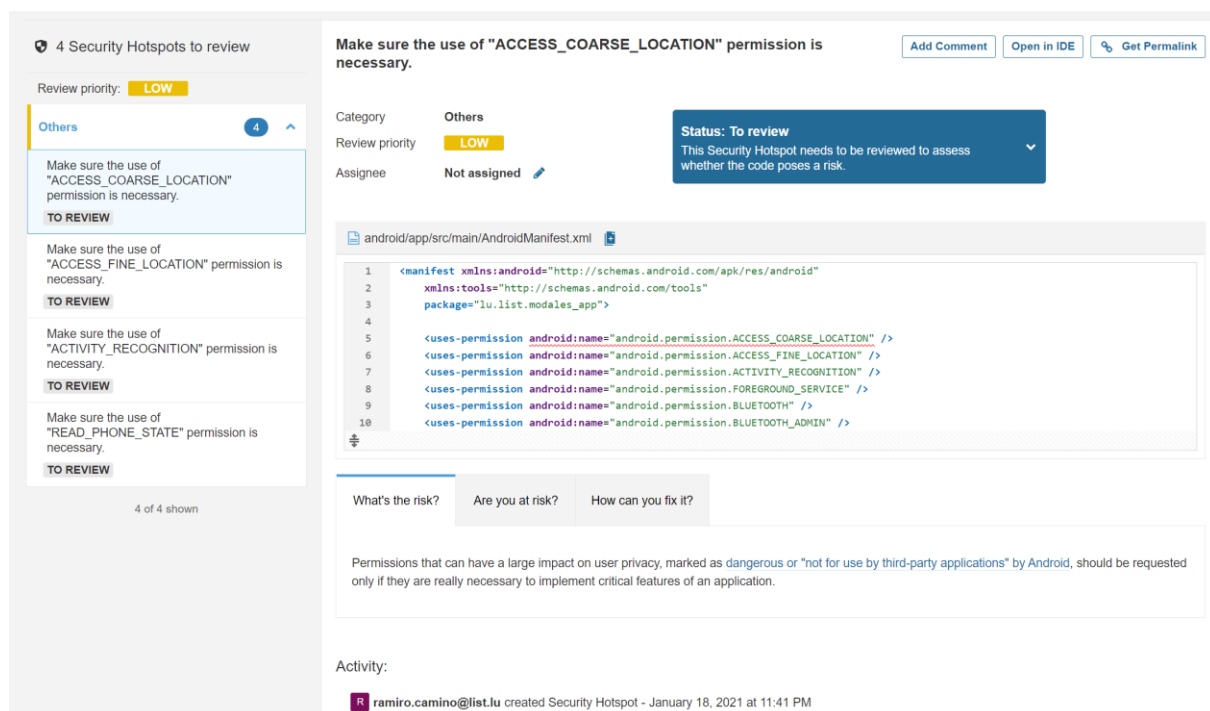 4 Security Hotspots to review
Review priority: LOW
Others 4
Make sure the use of
"ACCESS_COARSE_LOCATION"
permission is necessary.
TO REVIEW
Make sure the use of
"ACCESS_FINE_LOCATION" permission is
necessary.
TO REVIEW
Make sure the use of
"ACTIVITY_RECOGNITION" permission is
necessary.
TO REVIEW
Make sure the use of
"READ_PHONE_STATE" permission is
necessary.
TO REVIEW
4 of 4 shown
Make sure the use of "ACCESS_COARSE_LOCATION" permission is
necessary.
Add Comment
Open in IDE
Get Permalink
Category Others
Review priority LOW
Assignee Not assigned
Status: To review
This Security Hotspot needs to be reviewed to assess
whether the code poses a risk.
android/app/src/main/AndroidManifest.xml
1 <manifest xmlns:android="http://schemas.android.com/apk/res/android"
2 xmlns:tools="http://schemas.android.com/tools"
3 package="lu.list.modales_app">
4
5 <uses-permission android:name="android.permission.ACCESS_COARSE_LOCATION" />
6 <uses-permission android:name="android.permission.ACCESS_FINE_LOCATION" />
7 <uses-permission android:name="android.permission.ACTIVITY_RECOGNITION" />
8 <uses-permission android:name="android.permission.FOREGROUND_SERVICE" />
9 <uses-permission android:name="android.permission.BLUETOOTH" />
10 <uses-permission android:name="android.permission.BLUETOOTH_ADMIN" />
What's the risk?
Are you at risk?
How can you fix it?
Permissions that can have a large impact on user privacy, marked as dangerous or "not for use by third-party applications" by Android, should be requested
only if they are really necessary to implement critical features of an application.
Activity:
R ramiro.camino@list.lu created Security Hotspot - January 18, 2021 at 11:41 PM